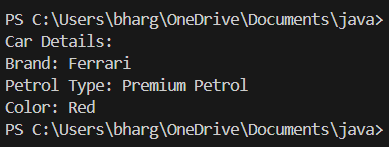 PS C:\Users\bharg\OneDrive\Documents\java>
Car Details:
Brand: Ferrari
Petrol Type: Premium Petrol
Color: Red
PS C:\Users\bharg\OneDrive\Documents\java>